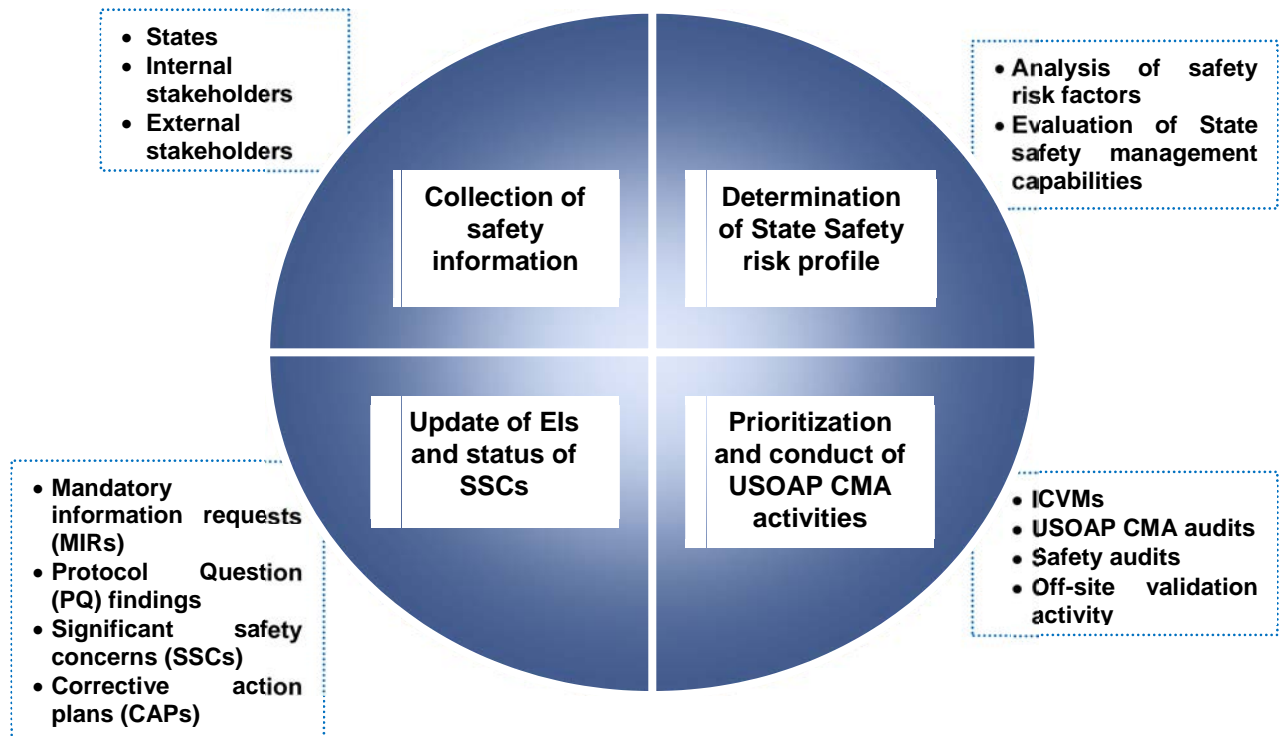 • States
• Internal
stakeholders
• External
stakeholders
• Analysis of safety
risk factors
• Evaluation of State
safety management
capabilities
Collection of
safety
information
Determination
of State Safety
risk profile
Update of EIs
and status of
SSCs
Prioritization
and conduct of
USOAP CMA
activities
• Mandatory
information requests
(MIRs)
• Protocol Question
(PQ) findings
• Significant safety
concerns (SSCs)
• Corrective action
plans (CAPs)
• ICVMs
• USOAP CMA audits
• Safety audits
• Off-site validation
activity